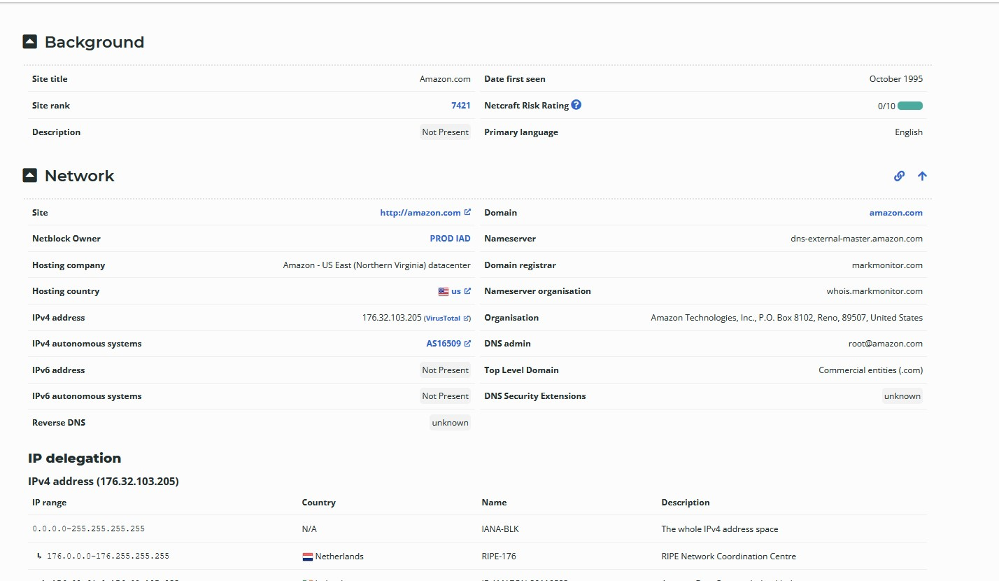 Background
Site title Amazon.com Date first seen October 1995
Site rank 7421 Netcraft Risk Rating ? 0/10
Description Not Present Primary language English
Network
Site http://amazon.com Domain amazon.com
Netblock Owner PROD IAD Nameserver dns-external-master.amazon.com
Hosting company Amazon - US East (Northern Virginia) datacenter Domain registrar markmonitor.com
Hosting country us Nameserver organisation whois.markmonitor.com
IPv4 address 176.32.103.205 (VirusTotal) Organisation Amazon Technologies, Inc., P.O. Box 8102, Reno, 89507, United States
IPv4 autonomous systems AS16509 DNS admin root@amazon.com
IPv6 address Not Present Top Level Domain Commercial entities (.com)
IPv6 autonomous systems Not Present DNS Security Extensions unknown
Reverse DNS unknown
IP delegation
IPv4 address (176.32.103.205)
IP range Country Name Description
0.0.0.0-255.255.255.255 N/A IANA-BLK The whole IPv4 address space
↳ 176.0.0.0-176.255.255.255 Netherlands RIPE-176 RIPE Network Coordination Centre